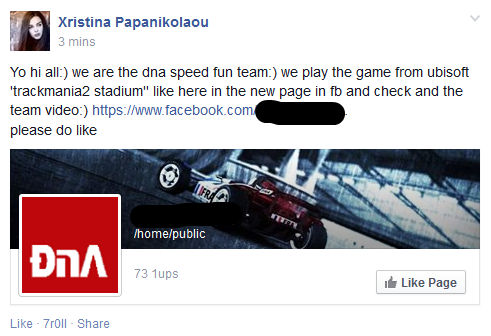 Xristina Papanikolaou
3 mins
Yo hi all:) we are the dna speed fun team:) we play the game from ubisoft
'trackmania2 stadium'' like here in the new page in fb and check and the
team video:) https://www.facebook.com/
please do like
/home/public
ÐnΛ
73 1ups
Like Page
Like · 7r0ll · Share